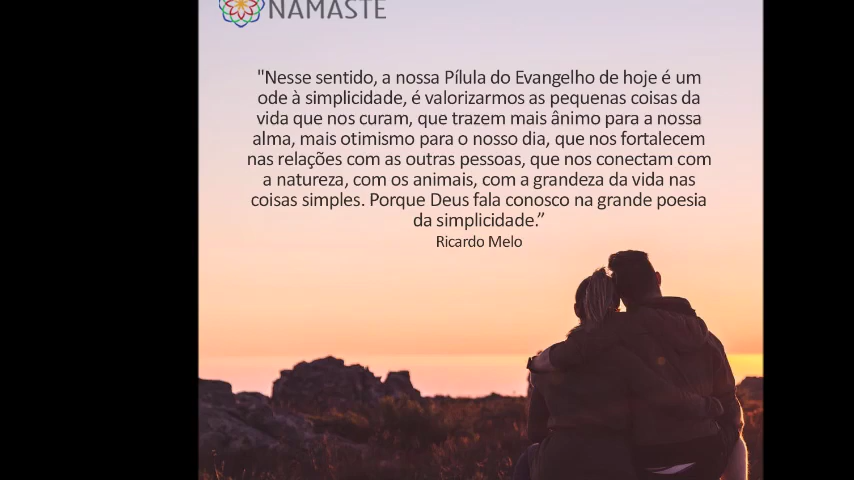 NAMASTE
"Nesse sentido, a nossa Pílula do Evangelho de hoje é um
ode à simplicidade, é valorizarmos as pequenas coisas da
vida que nos curam, que trazem mais ânimo para a nossa
alma, mais otimismo para o nosso dia, que nos fortalecem
nas relações com as outras pessoas, que nos conectam com
a natureza, com os animais, com a grandeza da vida nas
coisas simples. Porque Deus fala conosco na grande poesia
da simplicidade.”
Ricardo Melo